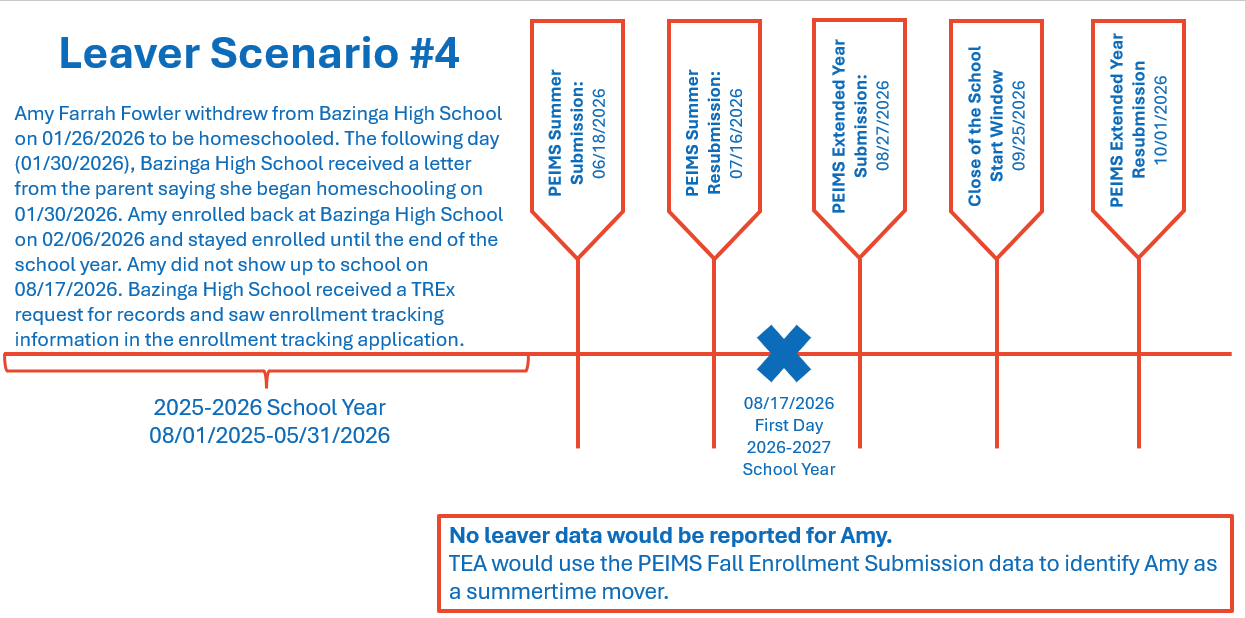 Leaver Scenario #4
Amy Farrah Fowler withdrew from Bazinga High School
on 01/26/2026 to be homeschooled. The following day
(01/30/2026), Bazinga High School received a letter
from the parent saying she began homeschooling on
01/30/2026. Amy enrolled back at Bazinga High School
on 02/06/2026 and stayed enrolled until the end of the
school year. Amy did not show up to school on
08/17/2026. Bazinga High School received a TREx
request for records and saw enrollment tracking
information in the enrollment tracking application.
PEIMS Summer
Submission:
06/18/2026
PEIMS Summer
Resubmission:
07/16/2026
PEIMS Extended Year
Submission:
08/27/2026
Close of the School
Start Window
09/25/2026
PEIMS Extended Year
Resubmission
10/01/2026
2025-2026 School Year
08/01/2025-05/31/2026
08/17/2026
First Day
2026-2027
School Year
No leaver data would be reported for Amy.
TEA would use the PEIMS Fall Enrollment Submission data to identify Amy as
a summertime mover.